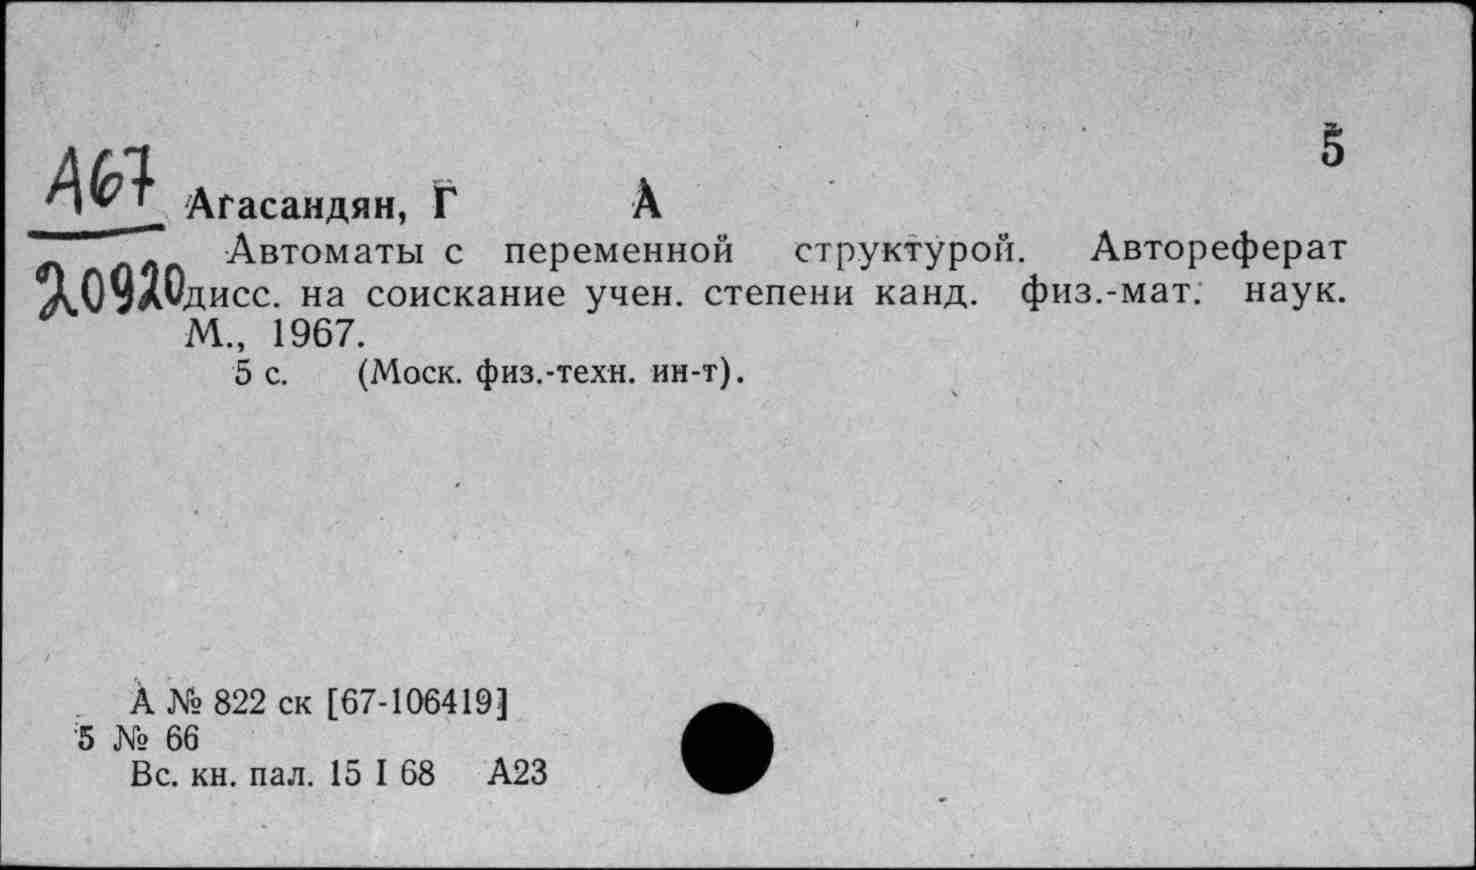 5
А67
Агасандян, Г А
Автоматы с переменной структурой. Автореферат
20920
дисс. на соискание учен. степени канд. физ.-мат. наук.
М., 1967.
5 с. (Моск. физ.-техн. ин-т).
А № 822 ск [67-106419]
5 № 66
Вс. кн. пал. 15 I 68 А23